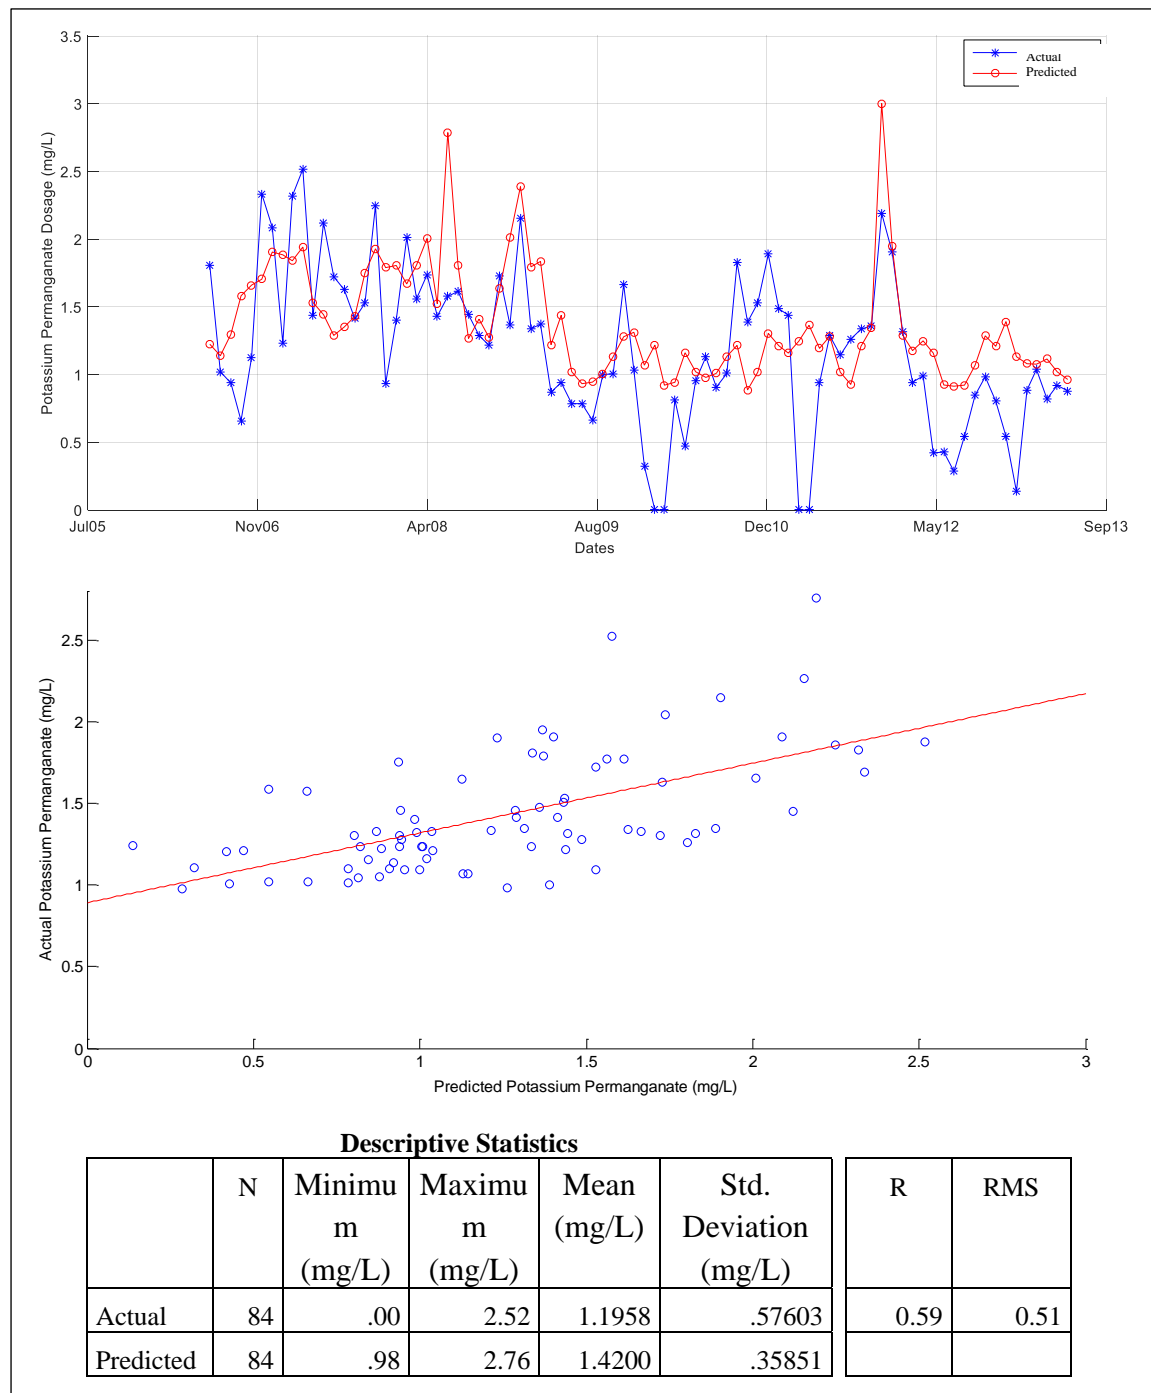 3.5
3
2.5
2
1.5
1
0.5
0
Potassium Permanganate Dosage (mg/L)
Actual
Predicted
Jul05 Nov06 Apr08 Aug09 Dec10 May12 Sep13
Dates
2.5
2
1.5
1
0.5
0
Actual Potassium Permanganate (mg/L)
0 0.5 1 1.5 2 2.5 3
Predicted Potassium Permanganate (mg/L)
Descriptive Statistics
N Minimu Maximu Mean Std. R RMS
m m (mg/L) Deviation
(mg/L) (mg/L) (mg/L)
Actual 84 .00 2.52 1.1958 .57603 0.59 0.51
Predicted 84 .98 2.76 1.4200 .35851